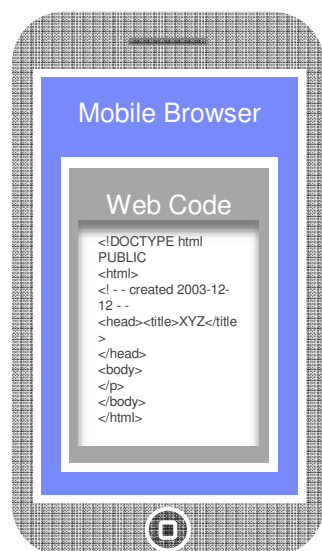 Mobile Browser
Web Code
<!DOCTYPE html
PUBLIC
<html>
<! - - created 2003-12-
12 - -
<head><title>XYZ</title
>
</head>
<body>
</p>
</body>
</html>